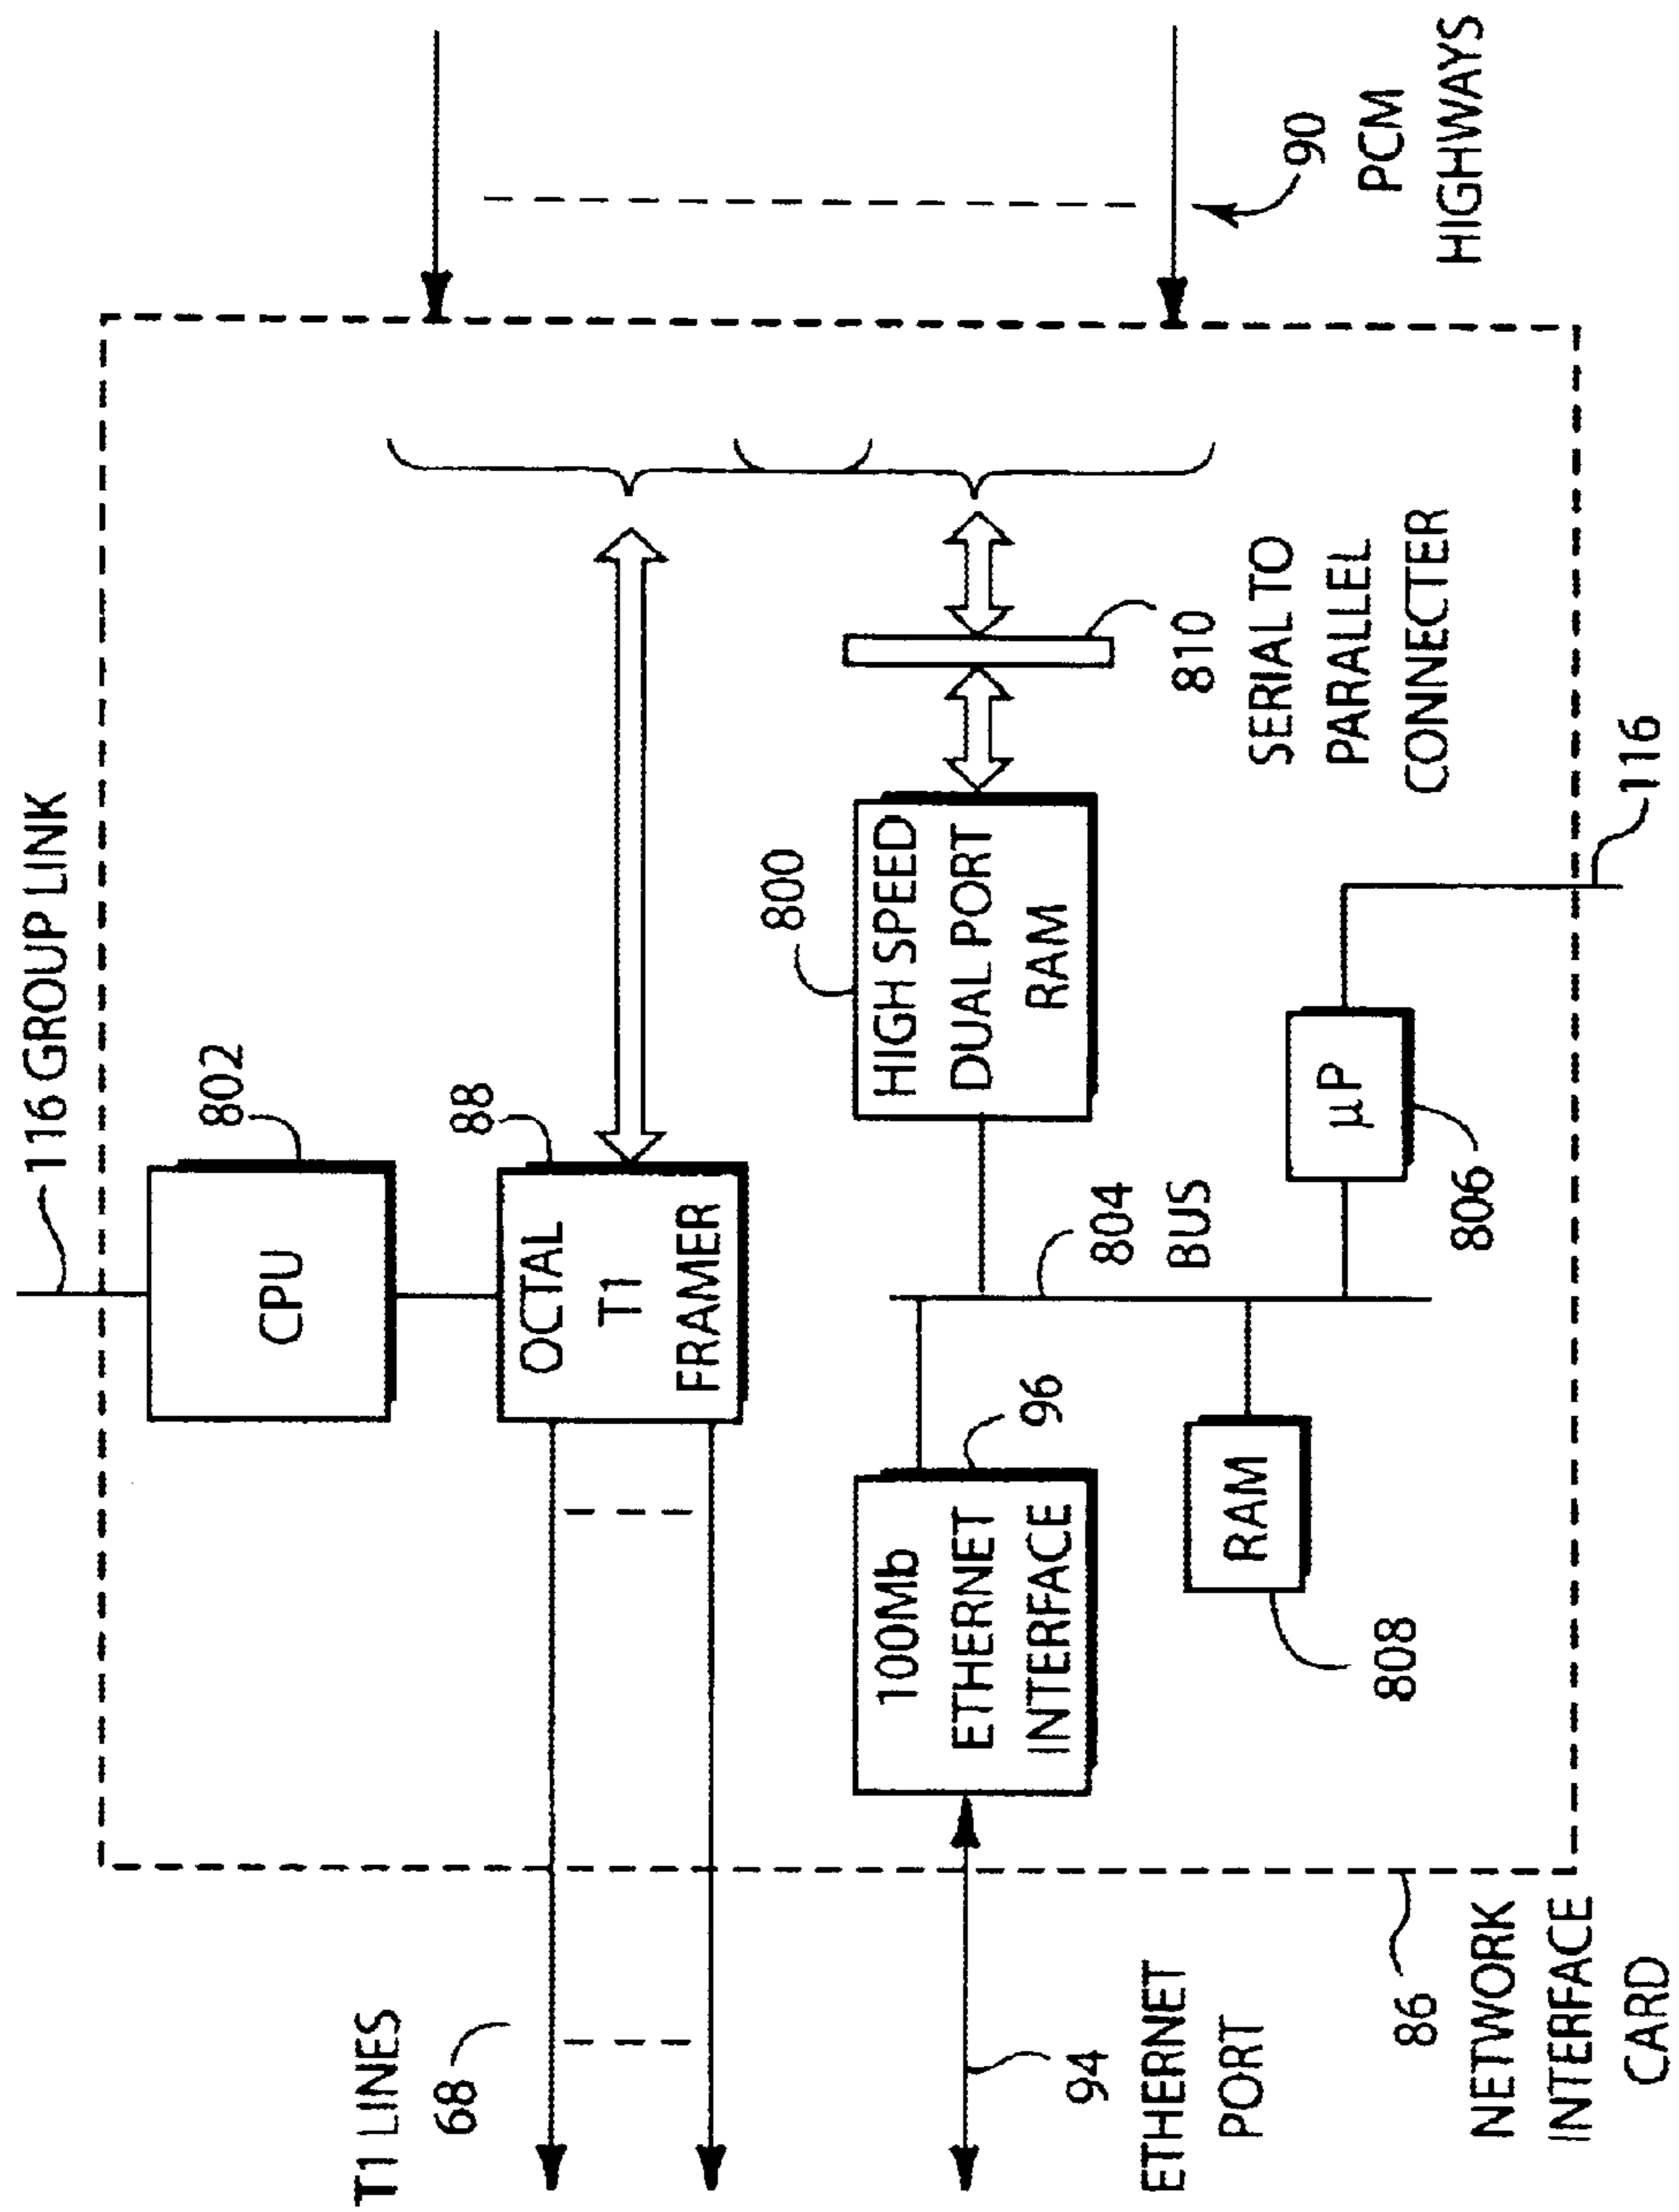 116 GROUP LINK
802
CPU
T1 LINES
68
88
OCTAL
T1
FRAMER
90
PCM
HIGHWAYS
800
HIGH SPEED
DUAL PORT
RAM
810
SERIAL TO
PARALLEL
CONNECTER
100Mb
ETHERNET
INTERFACE
96
804
BUS
94
ETHERNET
PORT
RAM
808
µP
806
116
86
NETWORK
INTERFACE
CARD